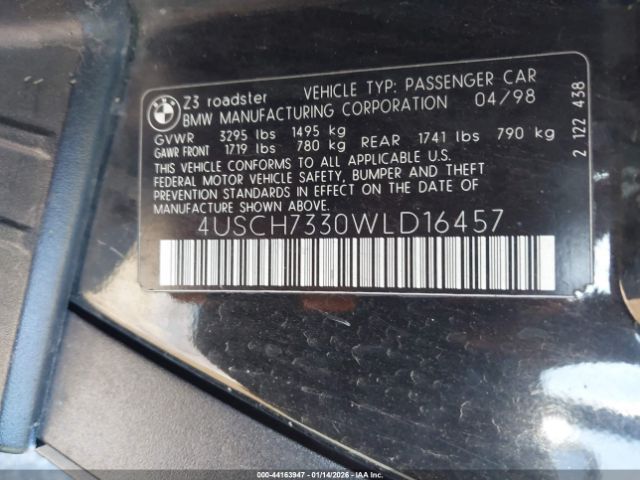 BMW
Z3 roadster VEHICLE TYP: PASSENGER CAR
BMW MANUFACTURING CORPORATION 04/98
GVWR 3295 lbs 1495 kg
GAWR FRONT 1719 lbs 780 kg REAR 1741 lbs 790 kg
THIS VEHICLE CONFORMS TO ALL APPLICABLE U.S.
FEDERAL MOTOR VEHICLE SAFETY, BUMPER AND THEFT
PREVENTION STANDARDS IN EFFECT ON THE DATE OF
MANUFACTURE SHOWN ABOVE.
4USCH7330WLD16457
2 122 438
000-44163947 - 01/14/2026 - IAA Inc.